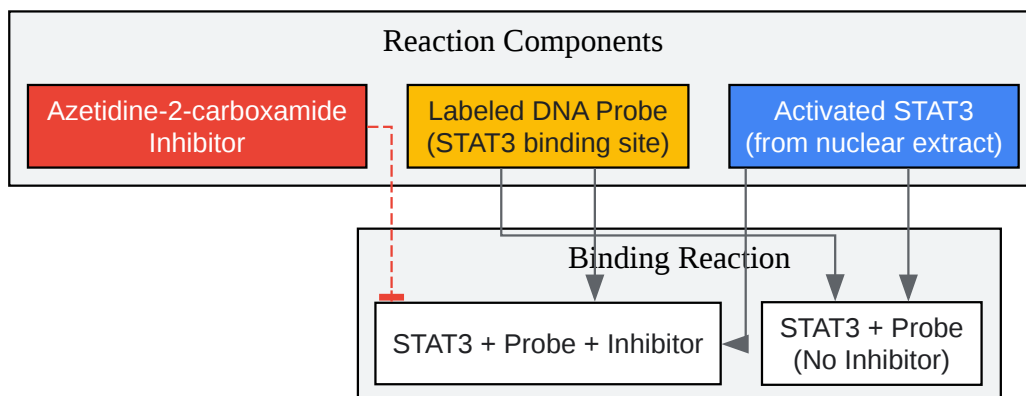 Reaction Components
Azetidine-2-carboxamide
Inhibitor
Labeled DNA Probe
(STAT3 binding site)
Activated STAT3
(from nuclear extract)
Binding Reaction
STAT3 + Probe + Inhibitor
STAT3 + Probe
(No Inhibitor)